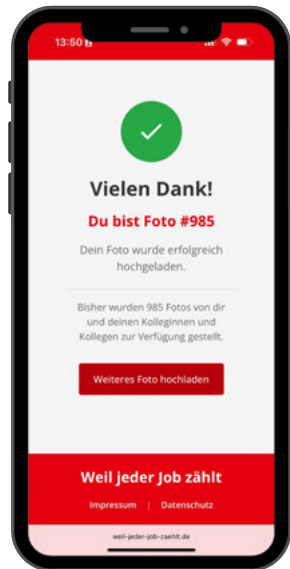 13:50
Vielen Dank!
Du bist Foto #985
Dein Foto wurde erfolgreich
hochgeladen.
Bisher wurden 985 Fotos von dir
und deinen Kolleginnen und
Kollegen zur Verfügung gestellt.
Weiteres Foto hochladen
Weil jeder Job zählt
Impressum | Datenschutz
weil-jeder-job-zaehlt.de